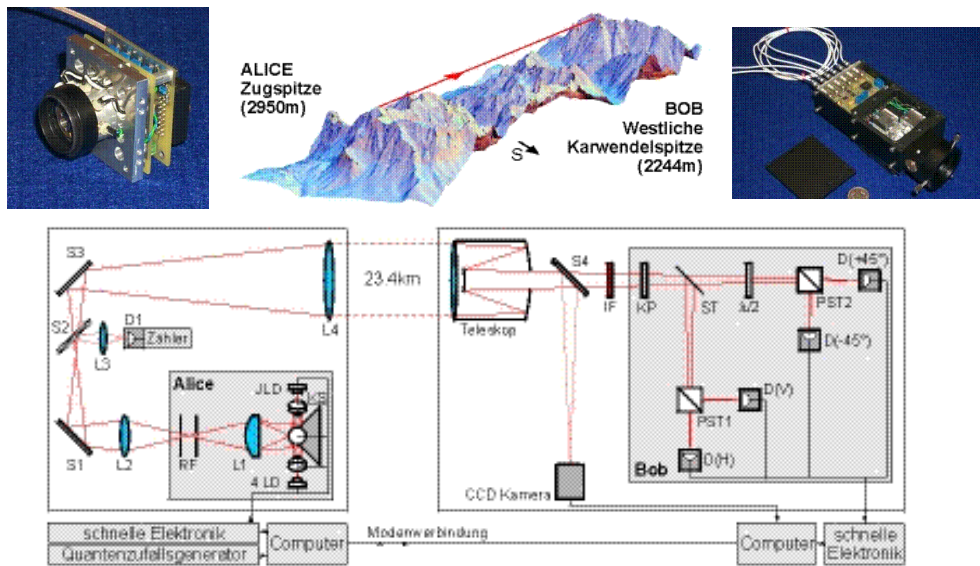 ALICE
Zugspitze
(2950m)
BOB
Westliche
Karwendelspitze
(2244m)
S
S3
S2
D1
Zähler
L3
L4
23.4km
Teleskop
S4
IF
KP
ST
λ/2
PST2
D(+45°)
D(-45°)
D(V)
PST1
D(H)
Bob
Alice
JLD
KS
S1
L2
RF
L1
4 LD
CCD Kamera
schnelle Elektronik
Quantenzufallsgenerator
Computer
Modemverbindung
Computer
schnelle
Elektronik